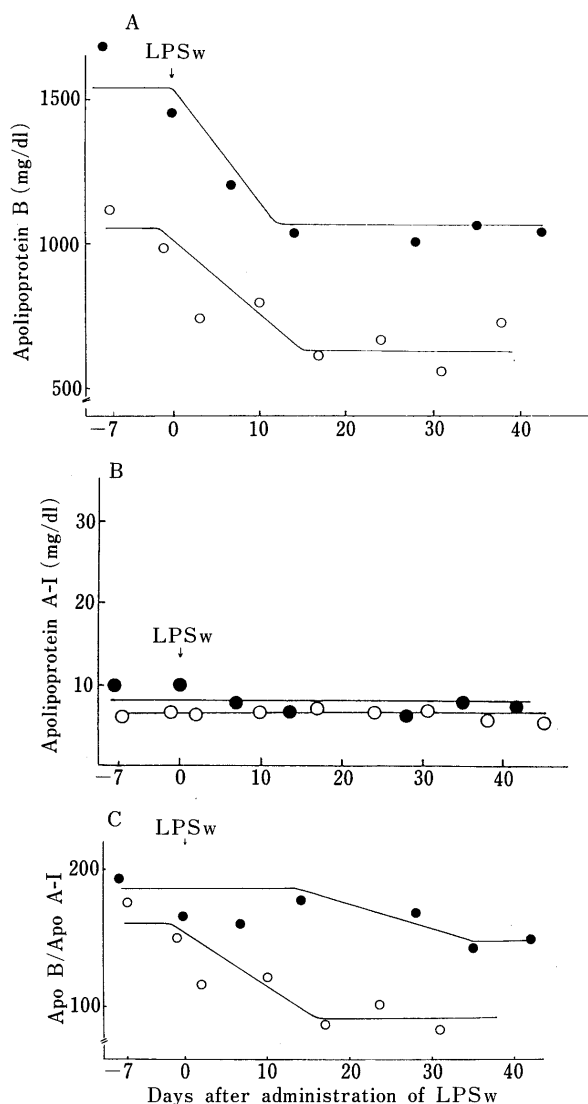 A
LPSw
↓
Apolipoprotein B (mg/dl)
1500
1000
500
−7 0 10 20 30 40
B
Apolipoprotein A-I (mg/dl)
30
20
LPSw
↓
10
−7 0 10 20 30 40
C
LPSw
↓
Apo B/Apo A-I
200
100
−7 0 10 20 30 40
Days after administration of LPSw